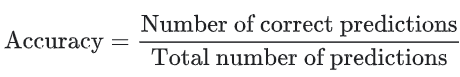 Accuracy = Number of correct predictions
Total number of predictions